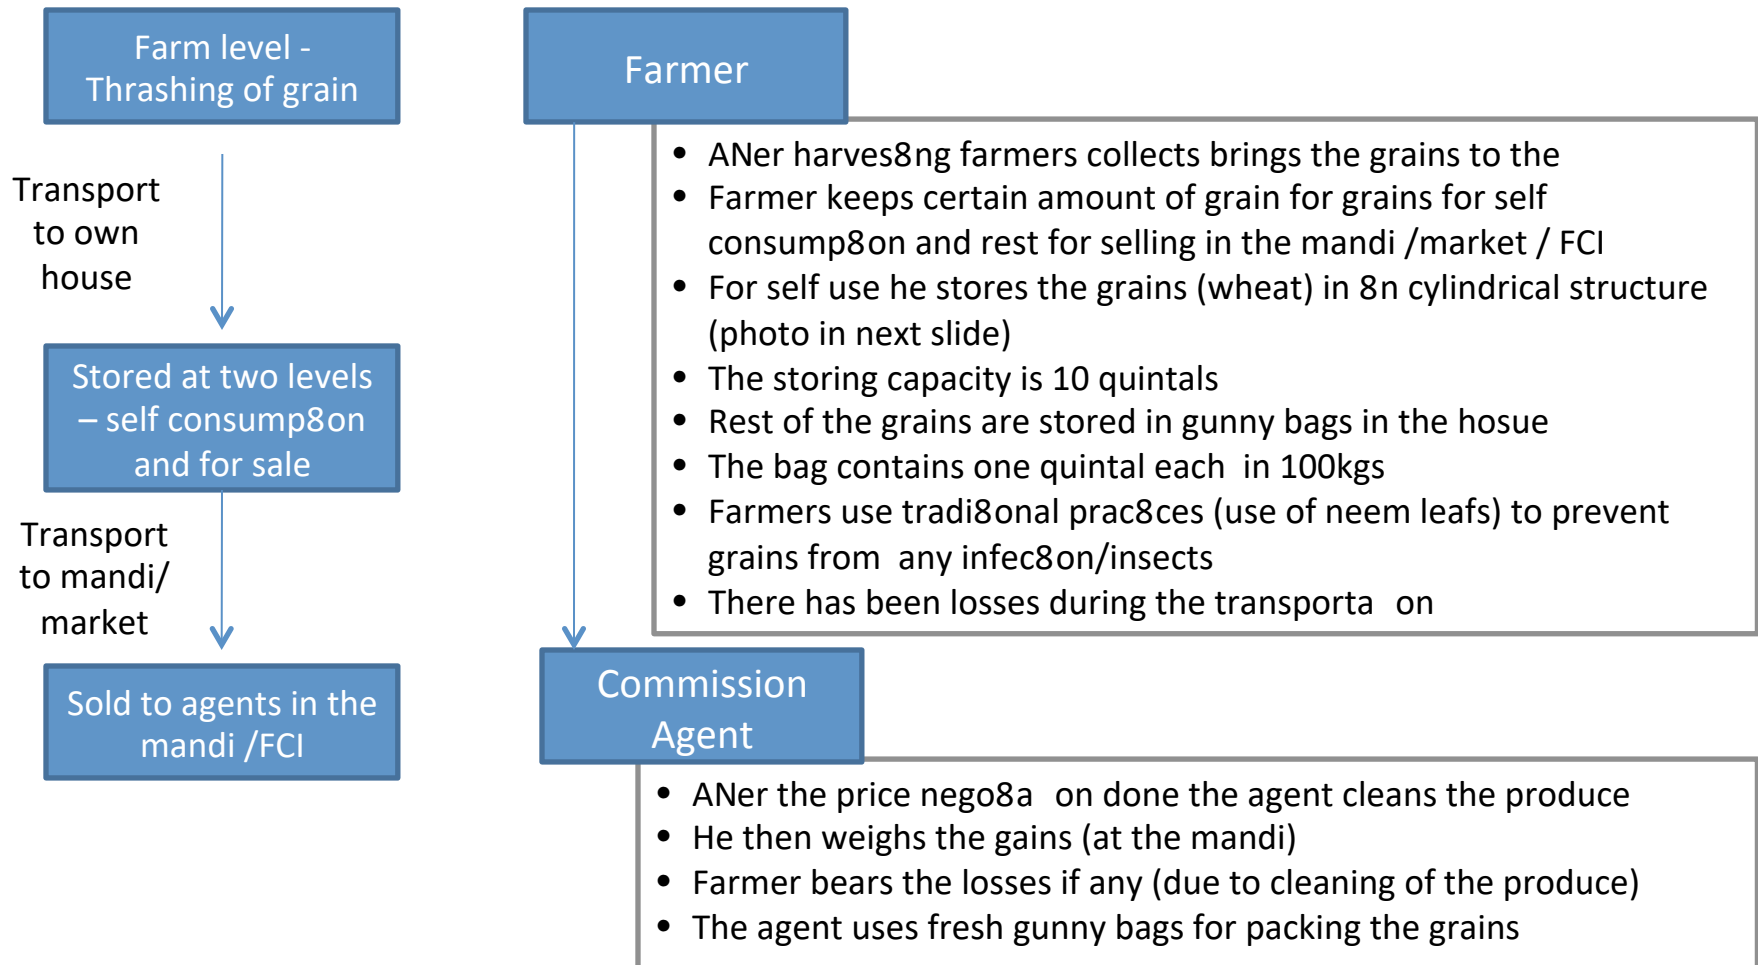 Farm level -
Thrashing of grain
Transport
to own
house
Stored at two levels
– self consump8on
and for sale
Transport
to mandi/
market
Sold to agents in the
mandi /FCI
Farmer
• ANer harves8ng farmers collects brings the grains to the
• Farmer keeps certain amount of grain for grains for self
consump8on and rest for selling in the mandi /market / FCI
• For self use he stores the grains (wheat) in 8n cylindrical structure
(photo in next slide)
• The storing capacity is 10 quintals
• Rest of the grains are stored in gunny bags in the hosue
• The bag contains one quintal each  in 100kgs
• Farmers use tradi8onal prac8ces (use of neem leafs) to prevent
grains from  any infec8on/insects
• There has been losses during the transporta  on
Commission
Agent
• ANer the price nego8a  on done the agent cleans the produce
• He then weighs the gains (at the mandi)
• Farmer bears the losses if any (due to cleaning of the produce)
• The agent uses fresh gunny bags for packing the grains